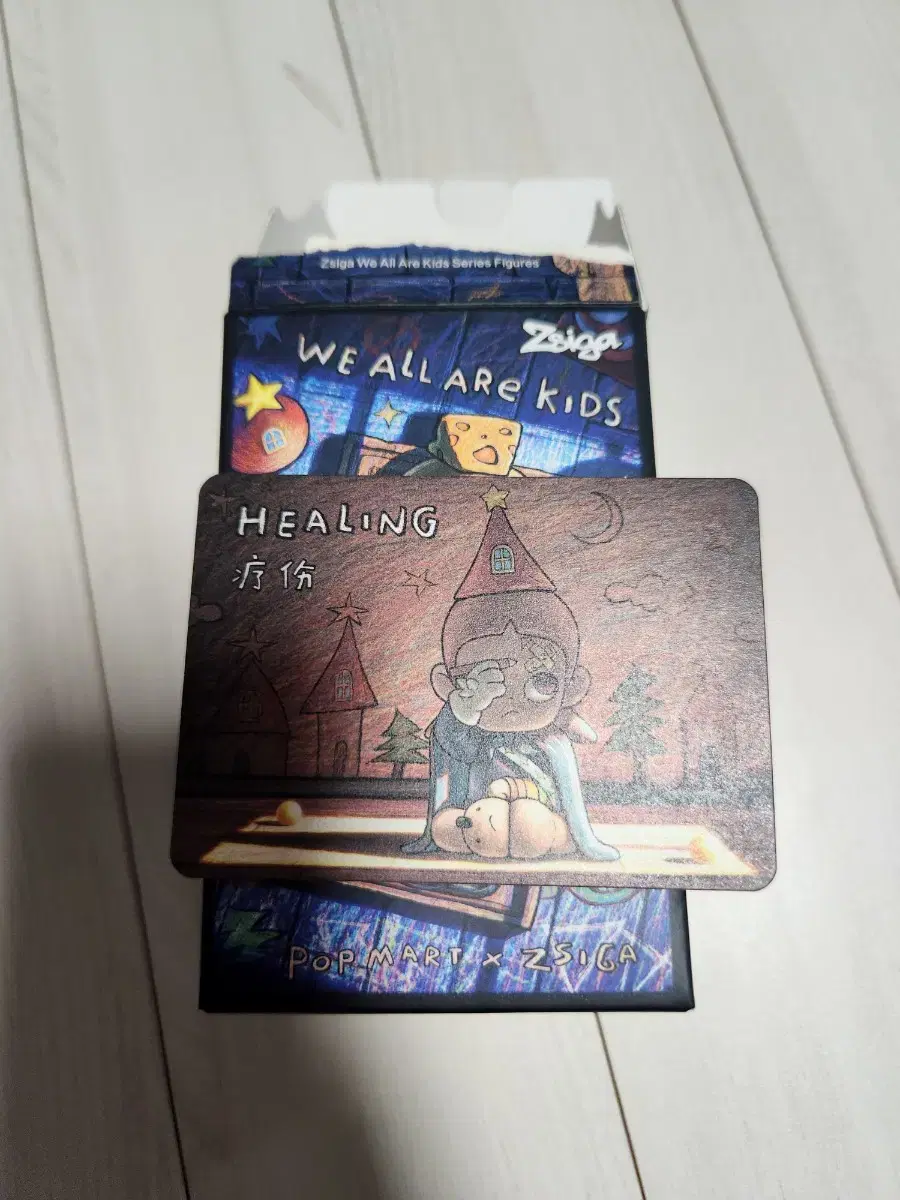 Zsiga We All Are Kids Series Figures
Zsiga
WE ALL ARe KiDS
HEALING
疗伤
POP MART x ZSIGA